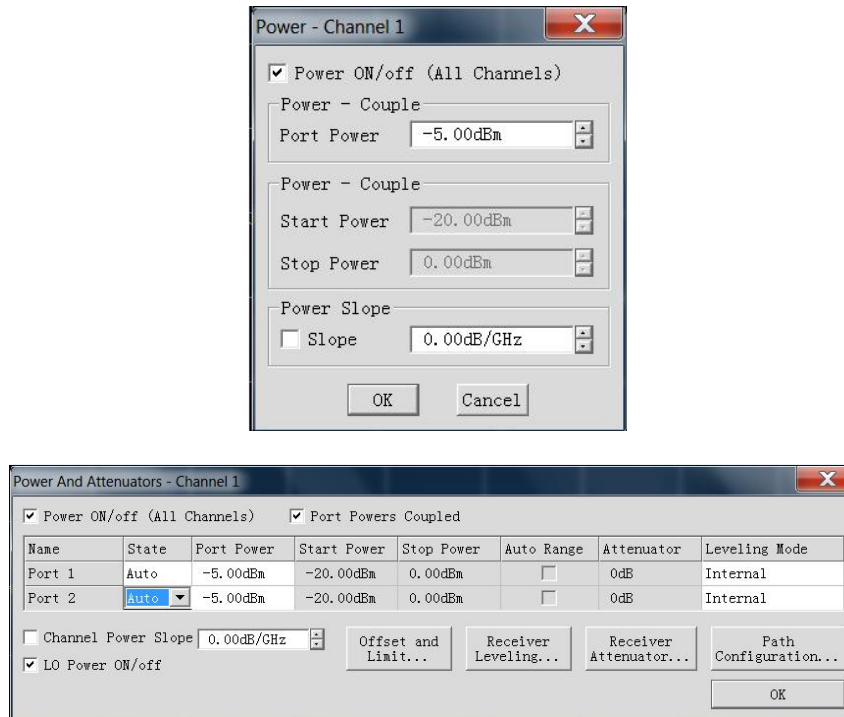 Power - Channel 1
Power ON/off (All Channels)
Power - Couple
Port Power -5.00dBm
Power - Couple
Start Power -20.00dBm
Stop Power 0.00dBm
Power Slope
Slope 0.00dB/GHz
OK Cancel
Power And Attenuators - Channel 1
Power ON/off (All Channels) Port Powers Coupled
Name State Port Power Start Power Stop Power Auto Range Attenuator Leveling Mode
Port 1 Auto -5.00dBm -20.00dBm 0.00dBm 0dB Internal
Port 2 Auto -5.00dBm -20.00dBm 0.00dBm 0dB Internal
Channel Power Slope 0.00dB/GHz
LO Power ON/off
Offset and
Limit...
Receiver
Leveling...
Receiver
Attenuator...
Path
Configuration...
OK